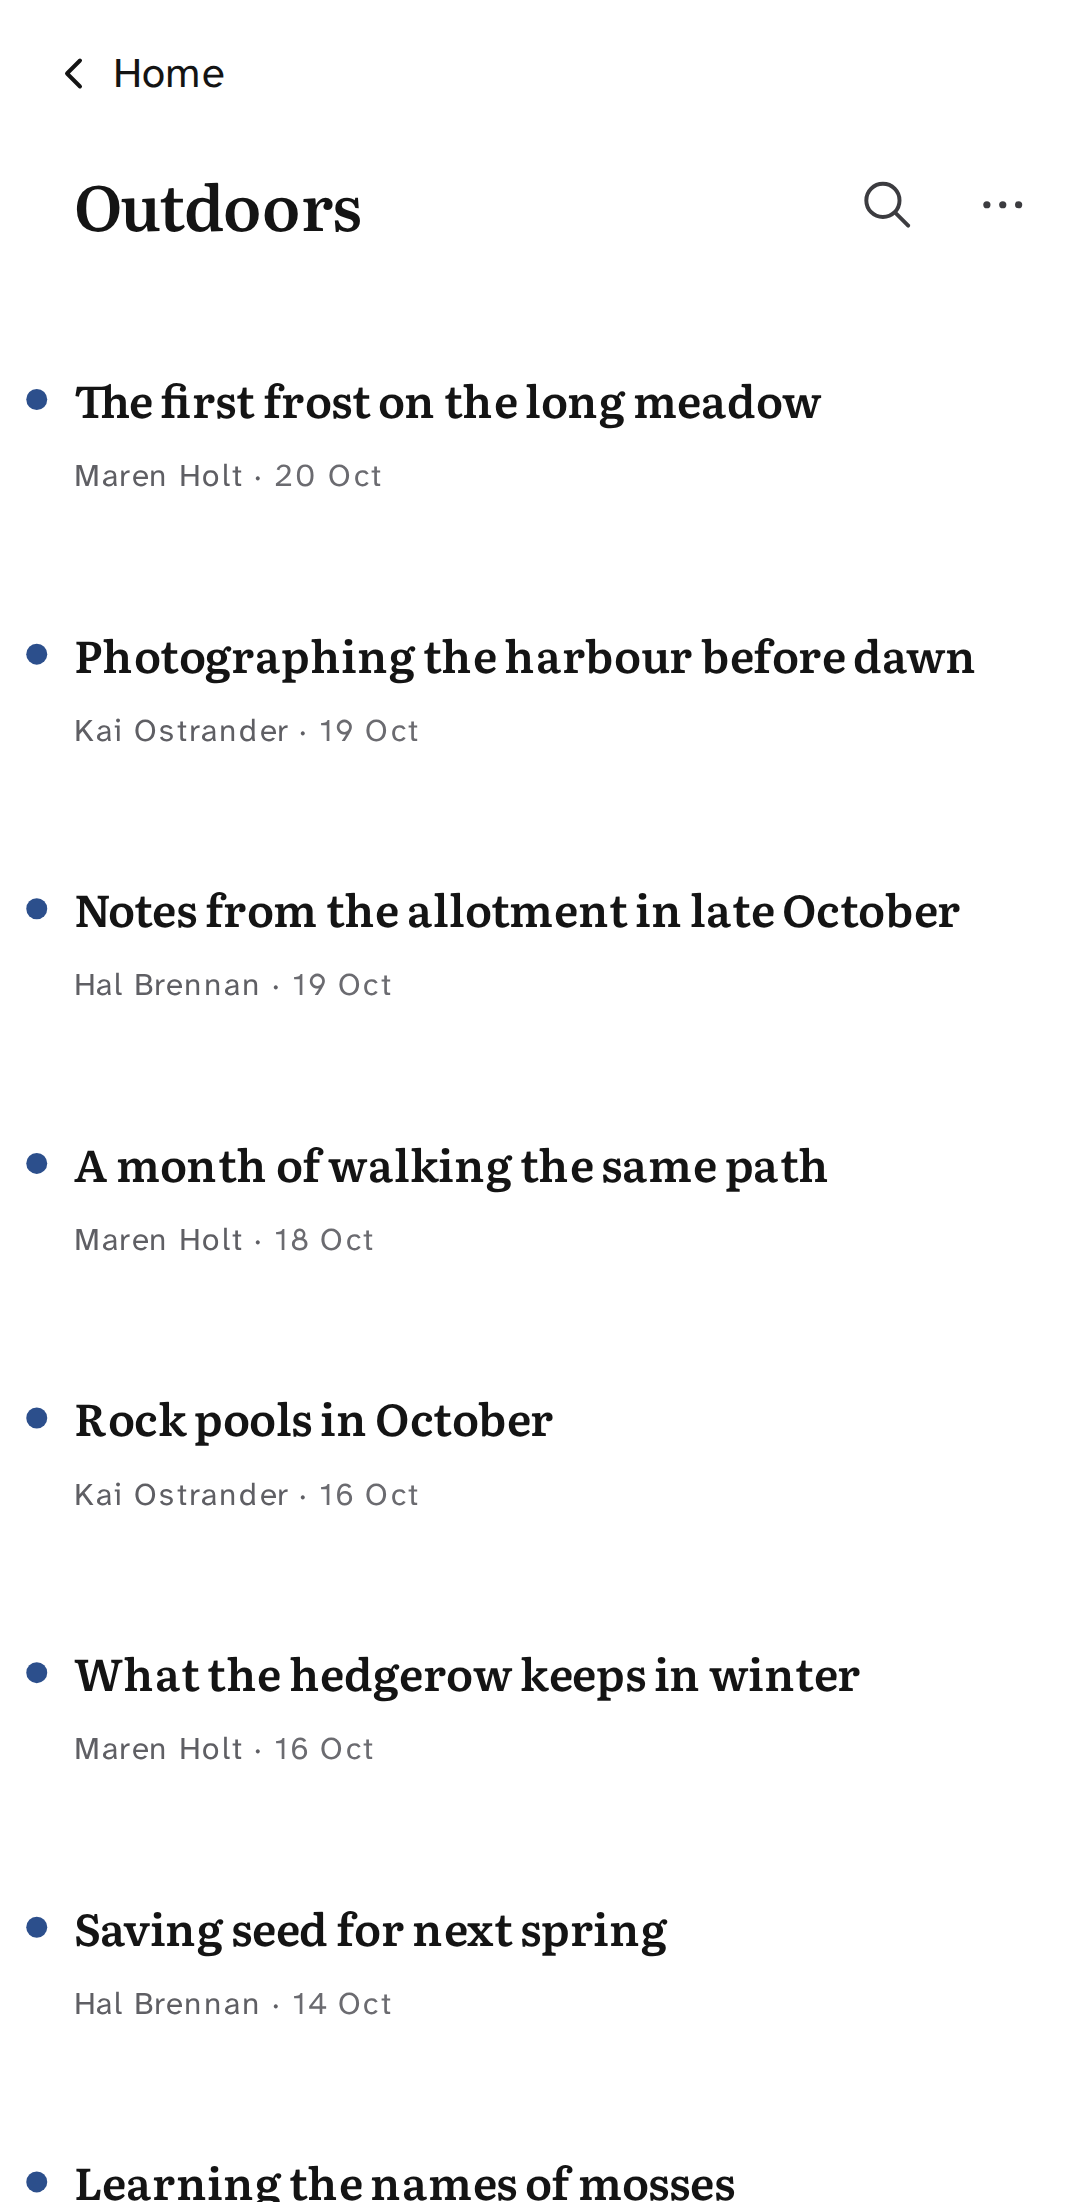 Home
Outdoors
The first frost on the long meadow
Maren Holt · 20 Oct
Photographing the harbour before dawn
Kai Ostrander · 19 Oct
Notes from the allotment in late October
Hal Brennan · 19 Oct
A month of walking the same path
Maren Holt · 18 Oct
Rock pools in October
Kai Ostrander · 16 Oct
What the hedgerow keeps in winter
Maren Holt · 16 Oct
Saving seed for next spring
Hal Brennan · 14 Oct
Learning the names of mosses